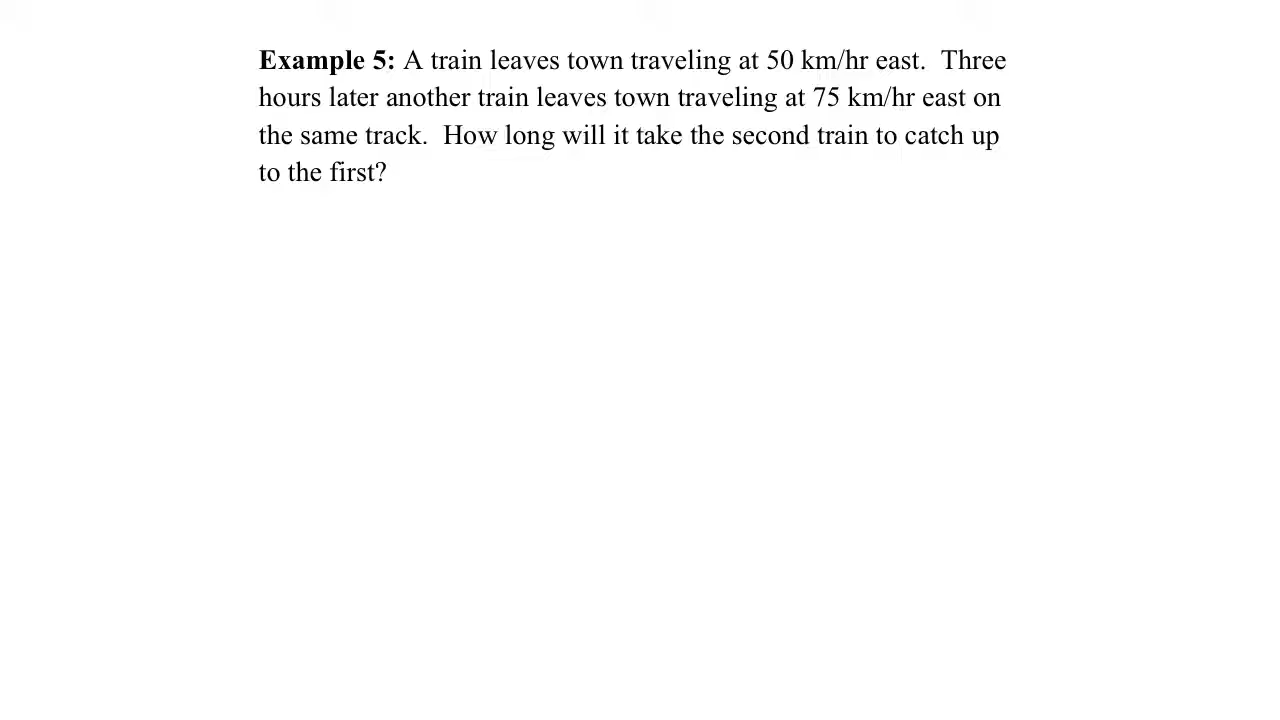 Example 5: A train leaves town traveling at 50 km/hr east.  Three
hours later another train leaves town traveling at 75 km/hr east on
the same track.  How long will it take the second train to catch up
to the first?